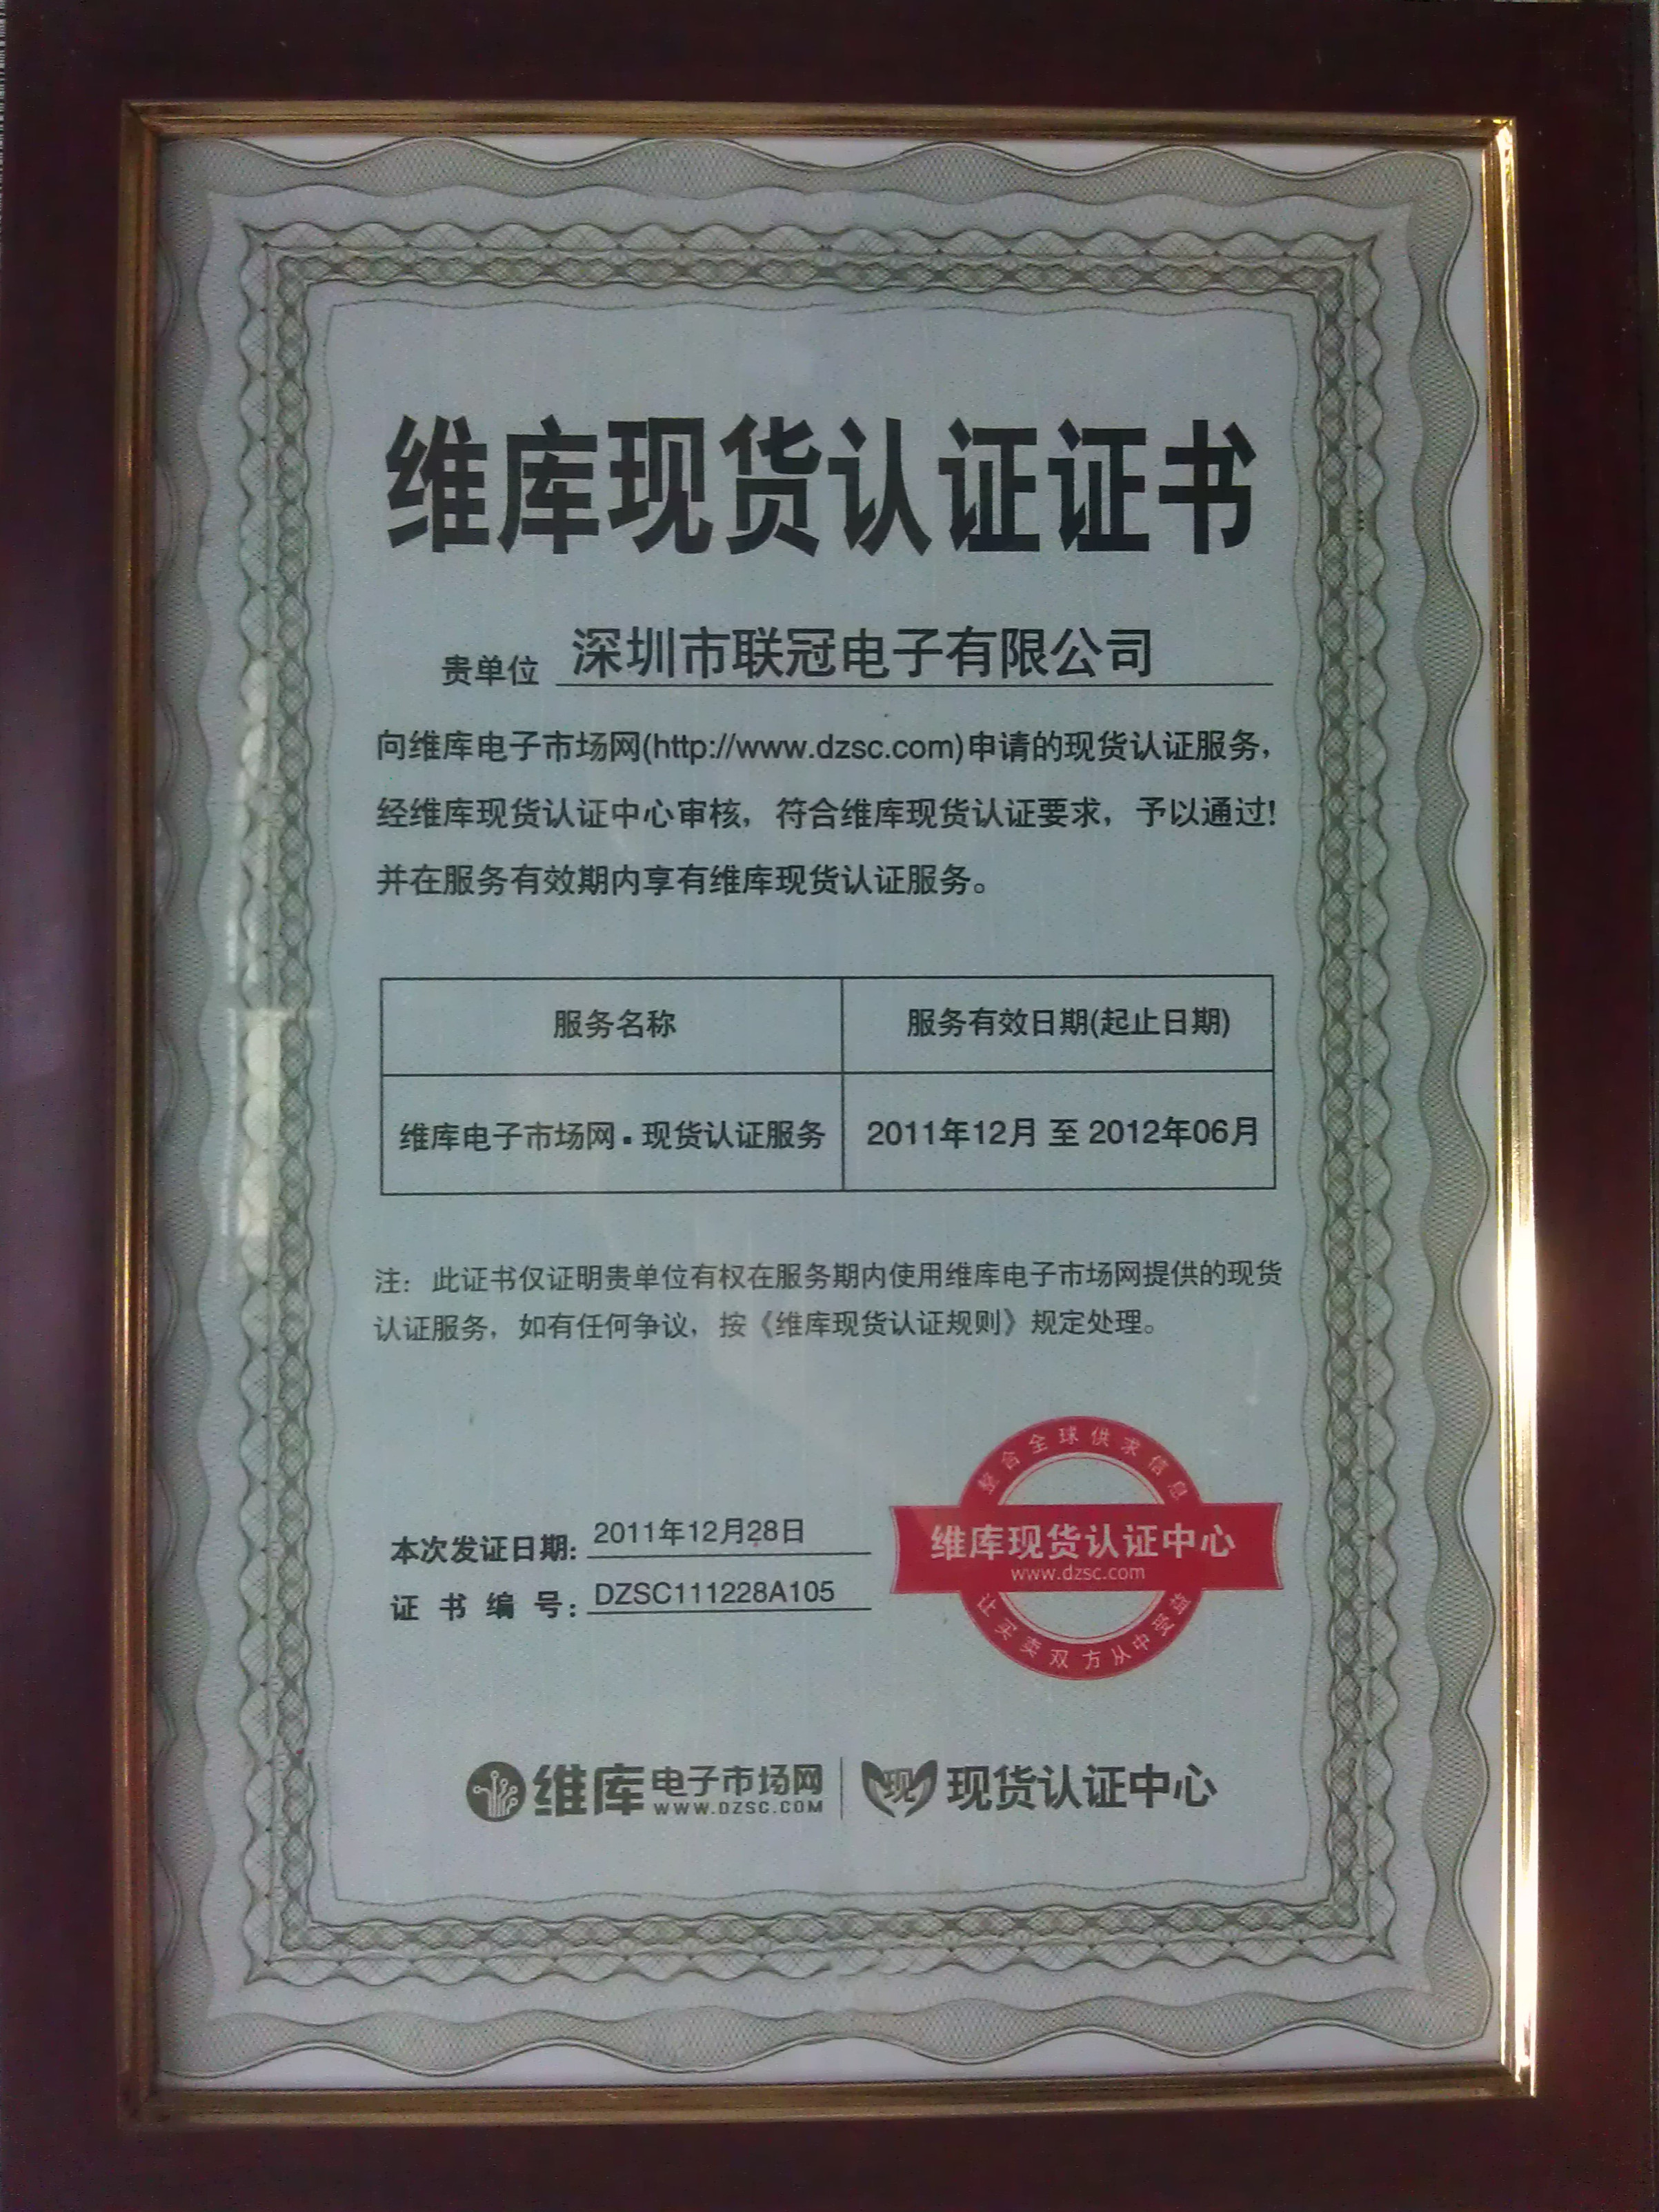 维库现货认证证书
贵单位 深圳市联冠电子有限公司
向维库电子市场网(http://www.dzsc.com)申请的现货认证服务,
经维库现货认证中心审核, 符合维库现货认证要求, 予以通过!
并在服务有效期内享有维库现货认证服务。
服务名称 服务有效日期(起止日期)
维库电子市场网▪现货认证服务 2011年12月 至 2012年06月
注: 此证书仅证明贵单位有权在服务期内使用维库电子市场网提供的现货
认证服务, 如有任何争议, 按《维库现货认证规则》规定处理。
整合全球供求信息
维库现货认证中心
www.dzsc.com
让买卖双方从中受益
本次发证日期: 2011年12月28日
证书编号: DZSC111228A105
维库 电子市场网 现 现货认证中心
WWW.DZSC.COM